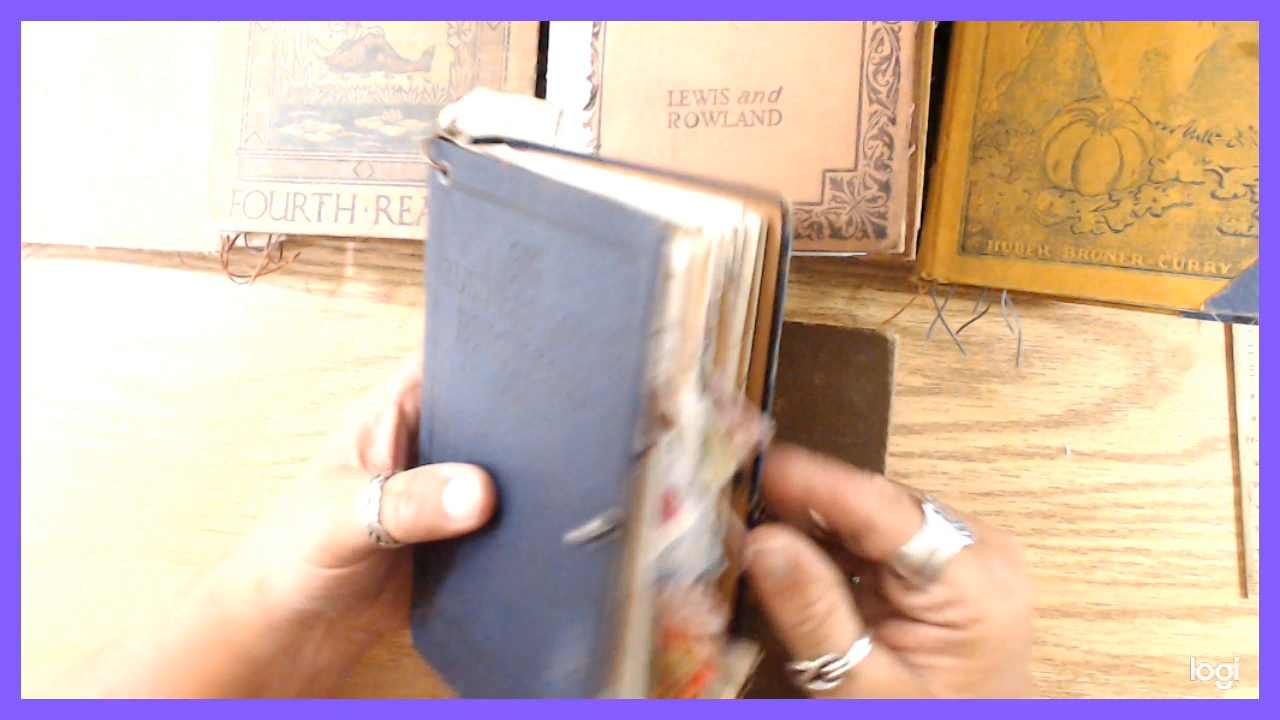 LEWIS and
ROWLAND
FOURTH·REA
HUBER BRUNER-CURRY
logi